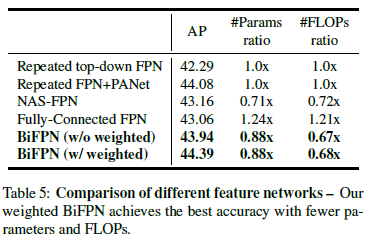 AP #Params ratio #FLOPs ratio
Repeated top-down FPN 42.29 1.0x 1.0x
Repeated FPN+PANet 44.08 1.0x 1.0x
NAS-FPN 43.16 0.71x 0.72x
Fully-Connected FPN 43.06 1.24x 1.21x
BiFPN (w/o weighted) 43.94 0.88x 0.67x
BiFPN (w/ weighted) 44.39 0.88x 0.68x
Table 5: Comparison of different feature networks – Our
weighted BiFPN achieves the best accuracy with fewer pa-
rameters and FLOPs.